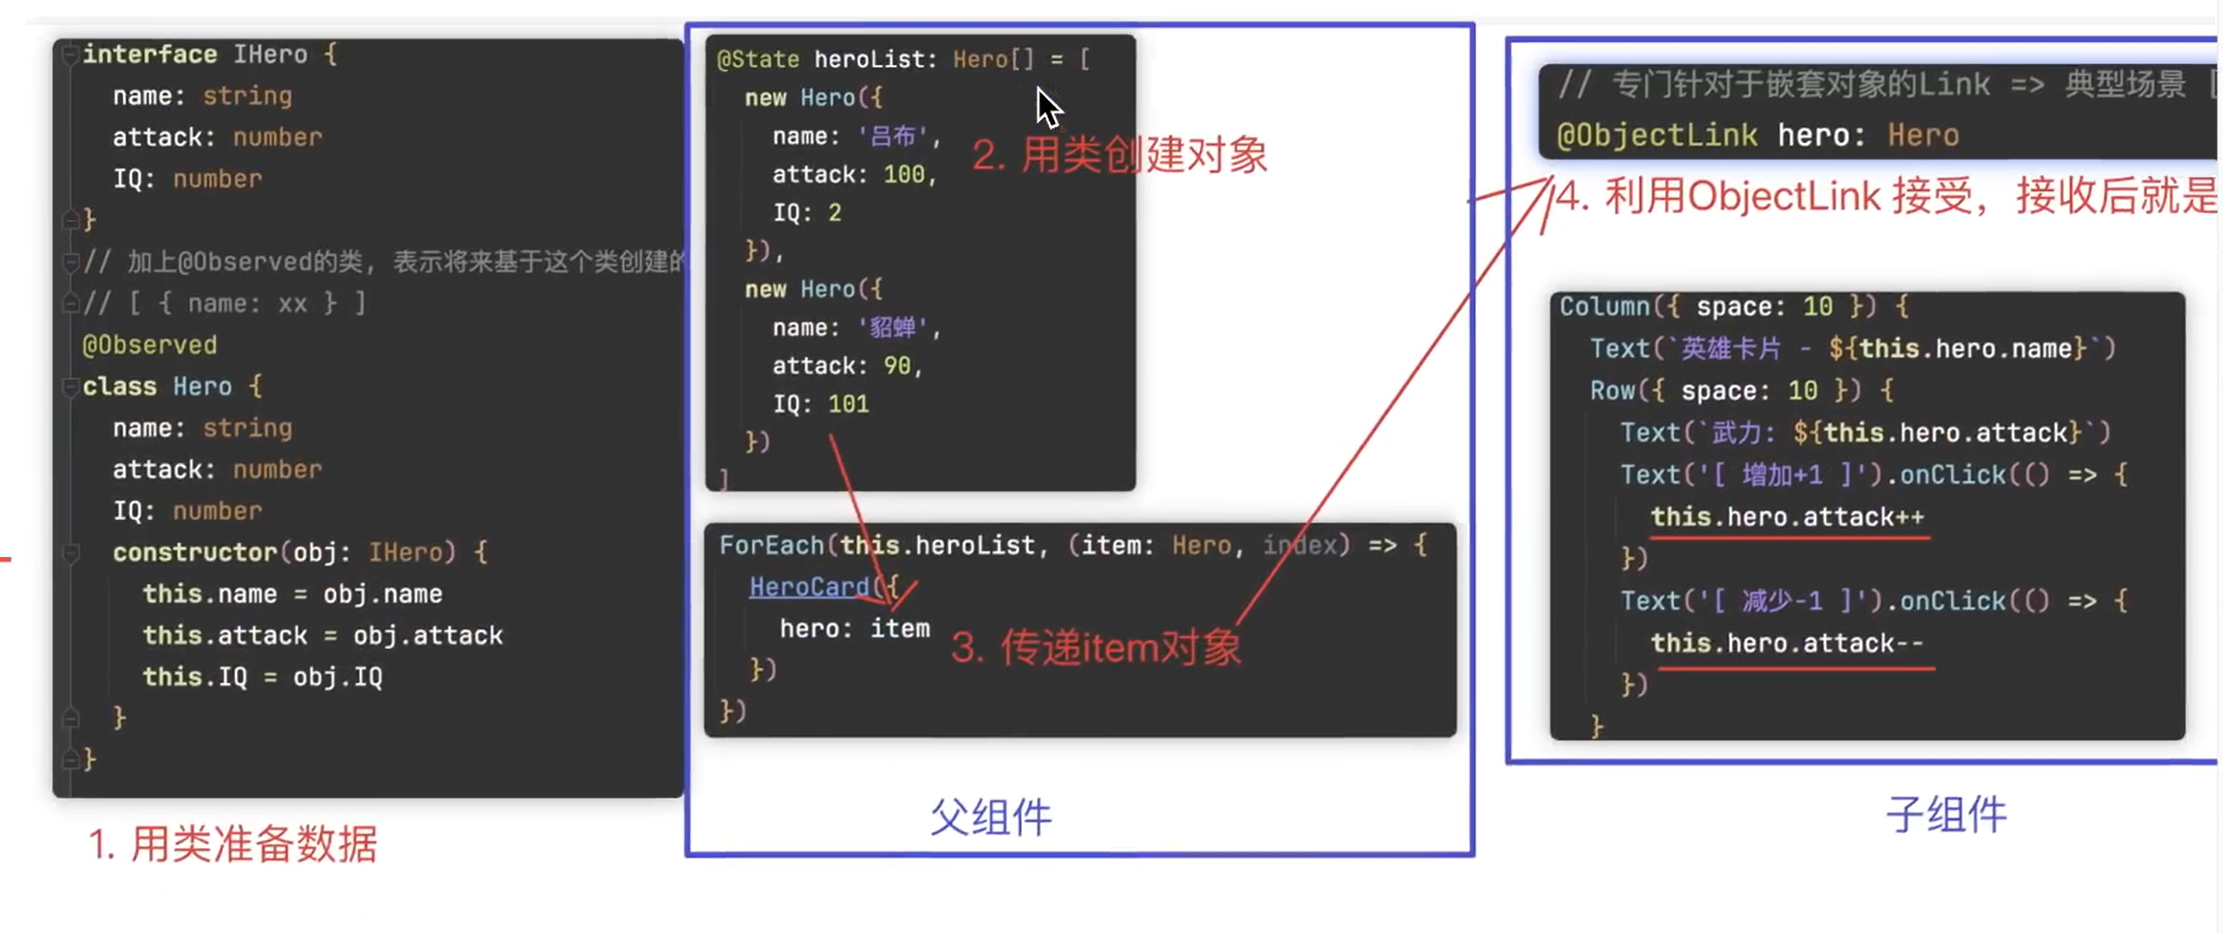 interface IHero {
name: string
attack: number
IQ: number
}
// 加上@Observed的类, 表示将来基于这个类创建的
// [ { name: xx } ]
@Observed
class Hero {
name: string
attack: number
IQ: number
constructor(obj: IHero) {
this.name = obj.name
this.attack = obj.attack
this.IQ = obj.IQ
}
}
1. 用类准备数据
@State heroList: Hero[] = [
new Hero({
name: '吕布',
attack: 100,
IQ: 2
}),
new Hero({
name: '貂蝉',
attack: 90,
IQ: 101
})
]
2. 用类创建对象
ForEach(this.heroList, (item: Hero, index) => {
HeroCard({
hero: item
})
})
3. 传递item对象
父组件
// 专门针对于嵌套对象的Link => 典型场景 [
@ObjectLink hero: Hero
4. 利用ObjectLink 接受，接收后就是
Column({ space: 10 }) {
Text(`英雄卡片 - ${this.hero.name}`)
Row({ space: 10 }) {
Text(`武力: ${this.hero.attack}`)
Text('[ 增加+1 ]').onClick(() => {
this.hero.attack++
})
Text('[ 减少-1 ]').onClick(() => {
this.hero.attack--
})
}
子组件